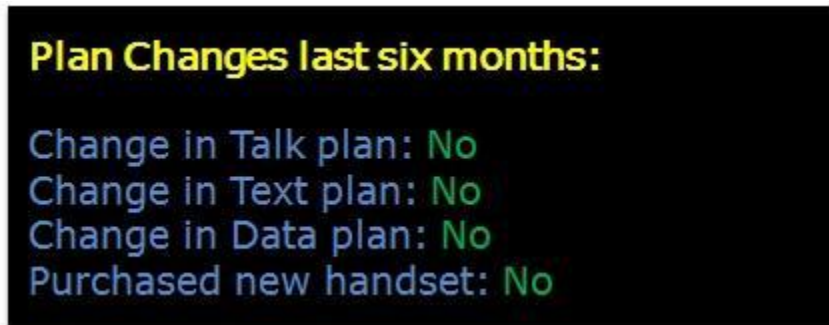 Plan Changes last six months:
Change in Talk plan: No
Change in Text plan: No
Change in Data plan: No
Purchased new handset: No